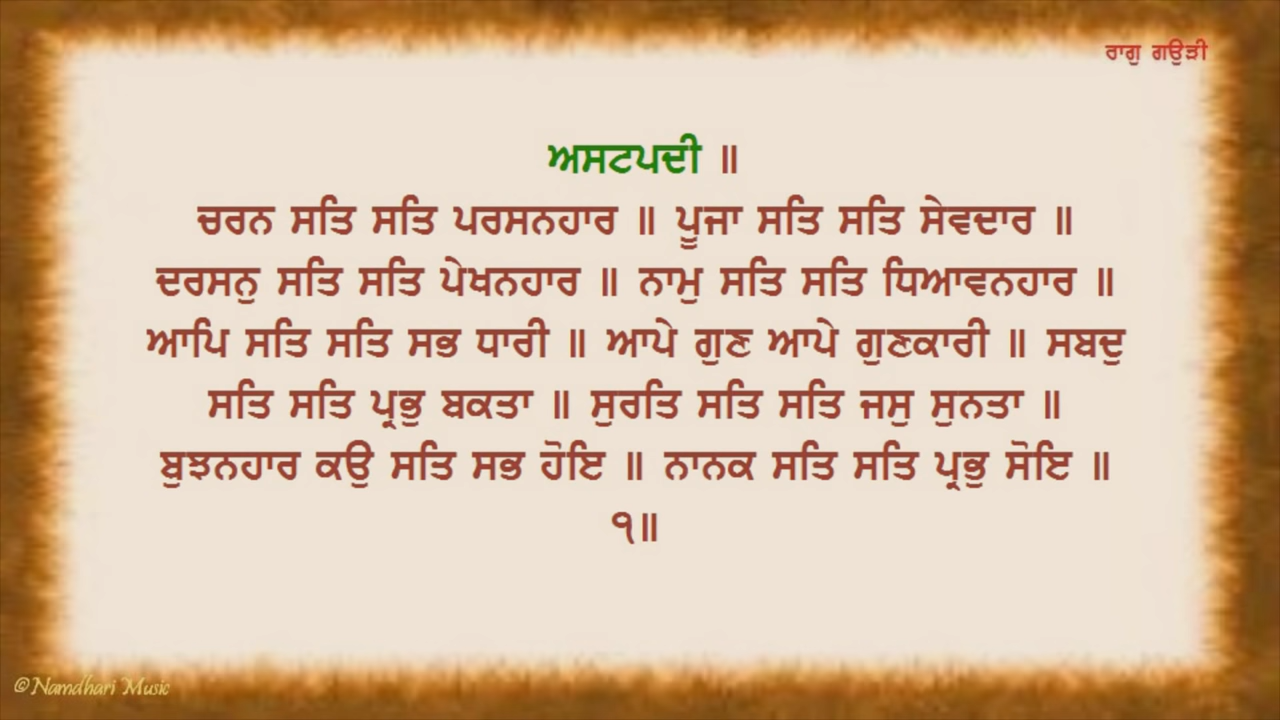 ਰਾਗੁ ਗਉੜੀ
ਅਸਟਪਦੀ ॥
ਚਰਨ ਸਤਿ ਸਤਿ ਪਰਸਨਹਾਰ ॥ ਪੂਜਾ ਸਤਿ ਸਤਿ ਸੇਵਦਾਰ ॥
ਦਰਸਨੁ ਸਤਿ ਸਤਿ ਪੇਖਨਹਾਰ ॥ ਨਾਮੁ ਸਤਿ ਸਤਿ ਧਿਆਵਨਹਾਰ ॥
ਆਪਿ ਸਤਿ ਸਤਿ ਸਭ ਧਾਰੀ ॥ ਆਪੇ ਗੁਣ ਆਪੇ ਗੁਣਕਾਰੀ ॥ ਸਬਦੁ
ਸਤਿ ਸਤਿ ਪ੍ਰਭੁ ਬਕਤਾ ॥ ਸੁਰਤਿ ਸਤਿ ਸਤਿ ਜਸੁ ਸੁਨਤਾ ॥
ਬੁਝਨਹਾਰ ਕਉ ਸਤਿ ਸਭ ਹੋਇ ॥ ਨਾਨਕ ਸਤਿ ਸਤਿ ਪ੍ਰਭੁ ਸੋਇ ॥
੧॥
©Namdhari Music